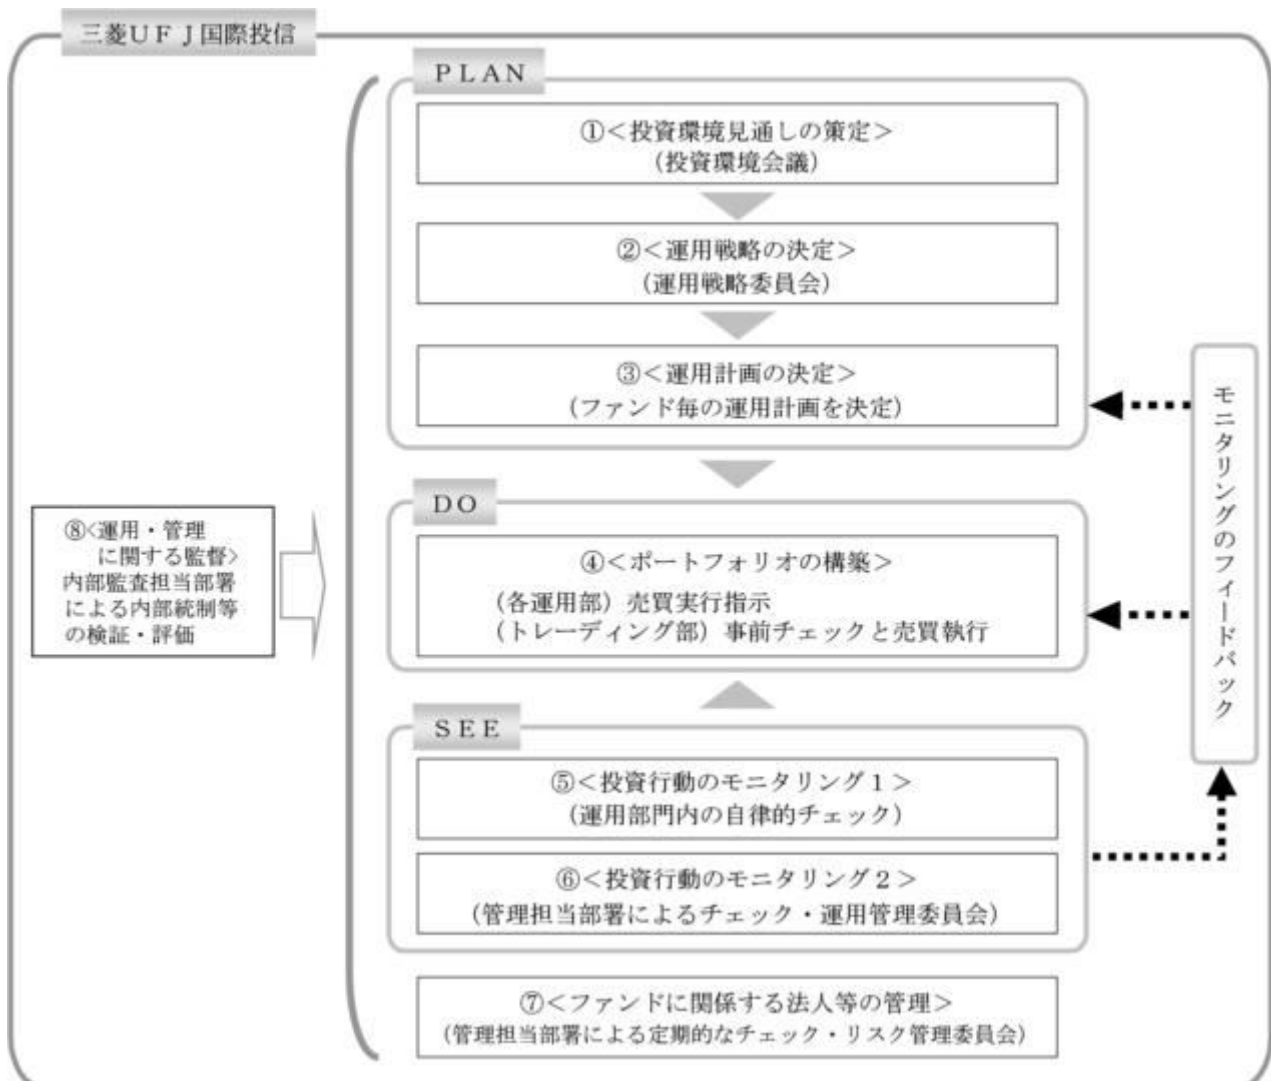 三菱UFJ国際投信
PLAN
①<投資環境見通しの策定>
(投資環境会議)
②<運用戦略の決定>
(運用戦略委員会)
③<運用計画の決定>
(ファンド毎の運用計画を決定)
DO
④<ポートフォリオの構築>
(各運用部)売買実行指示
(トレーディング部)事前チェックと売買執行
SEE
⑤<投資行動のモニタリング1>
(運用部門内の自律的チェック)
⑥<投資行動のモニタリング2>
(管理担当部署によるチェック・運用管理委員会)
⑦<ファンドに関係する法人等の管理>
(管理担当部署による定期的なチェック・リスク管理委員会)
⑧<運用・管理
に関する監督>
内部監査担当部署
による内部統制等
の検証・評価
モニタリングのフィードバック